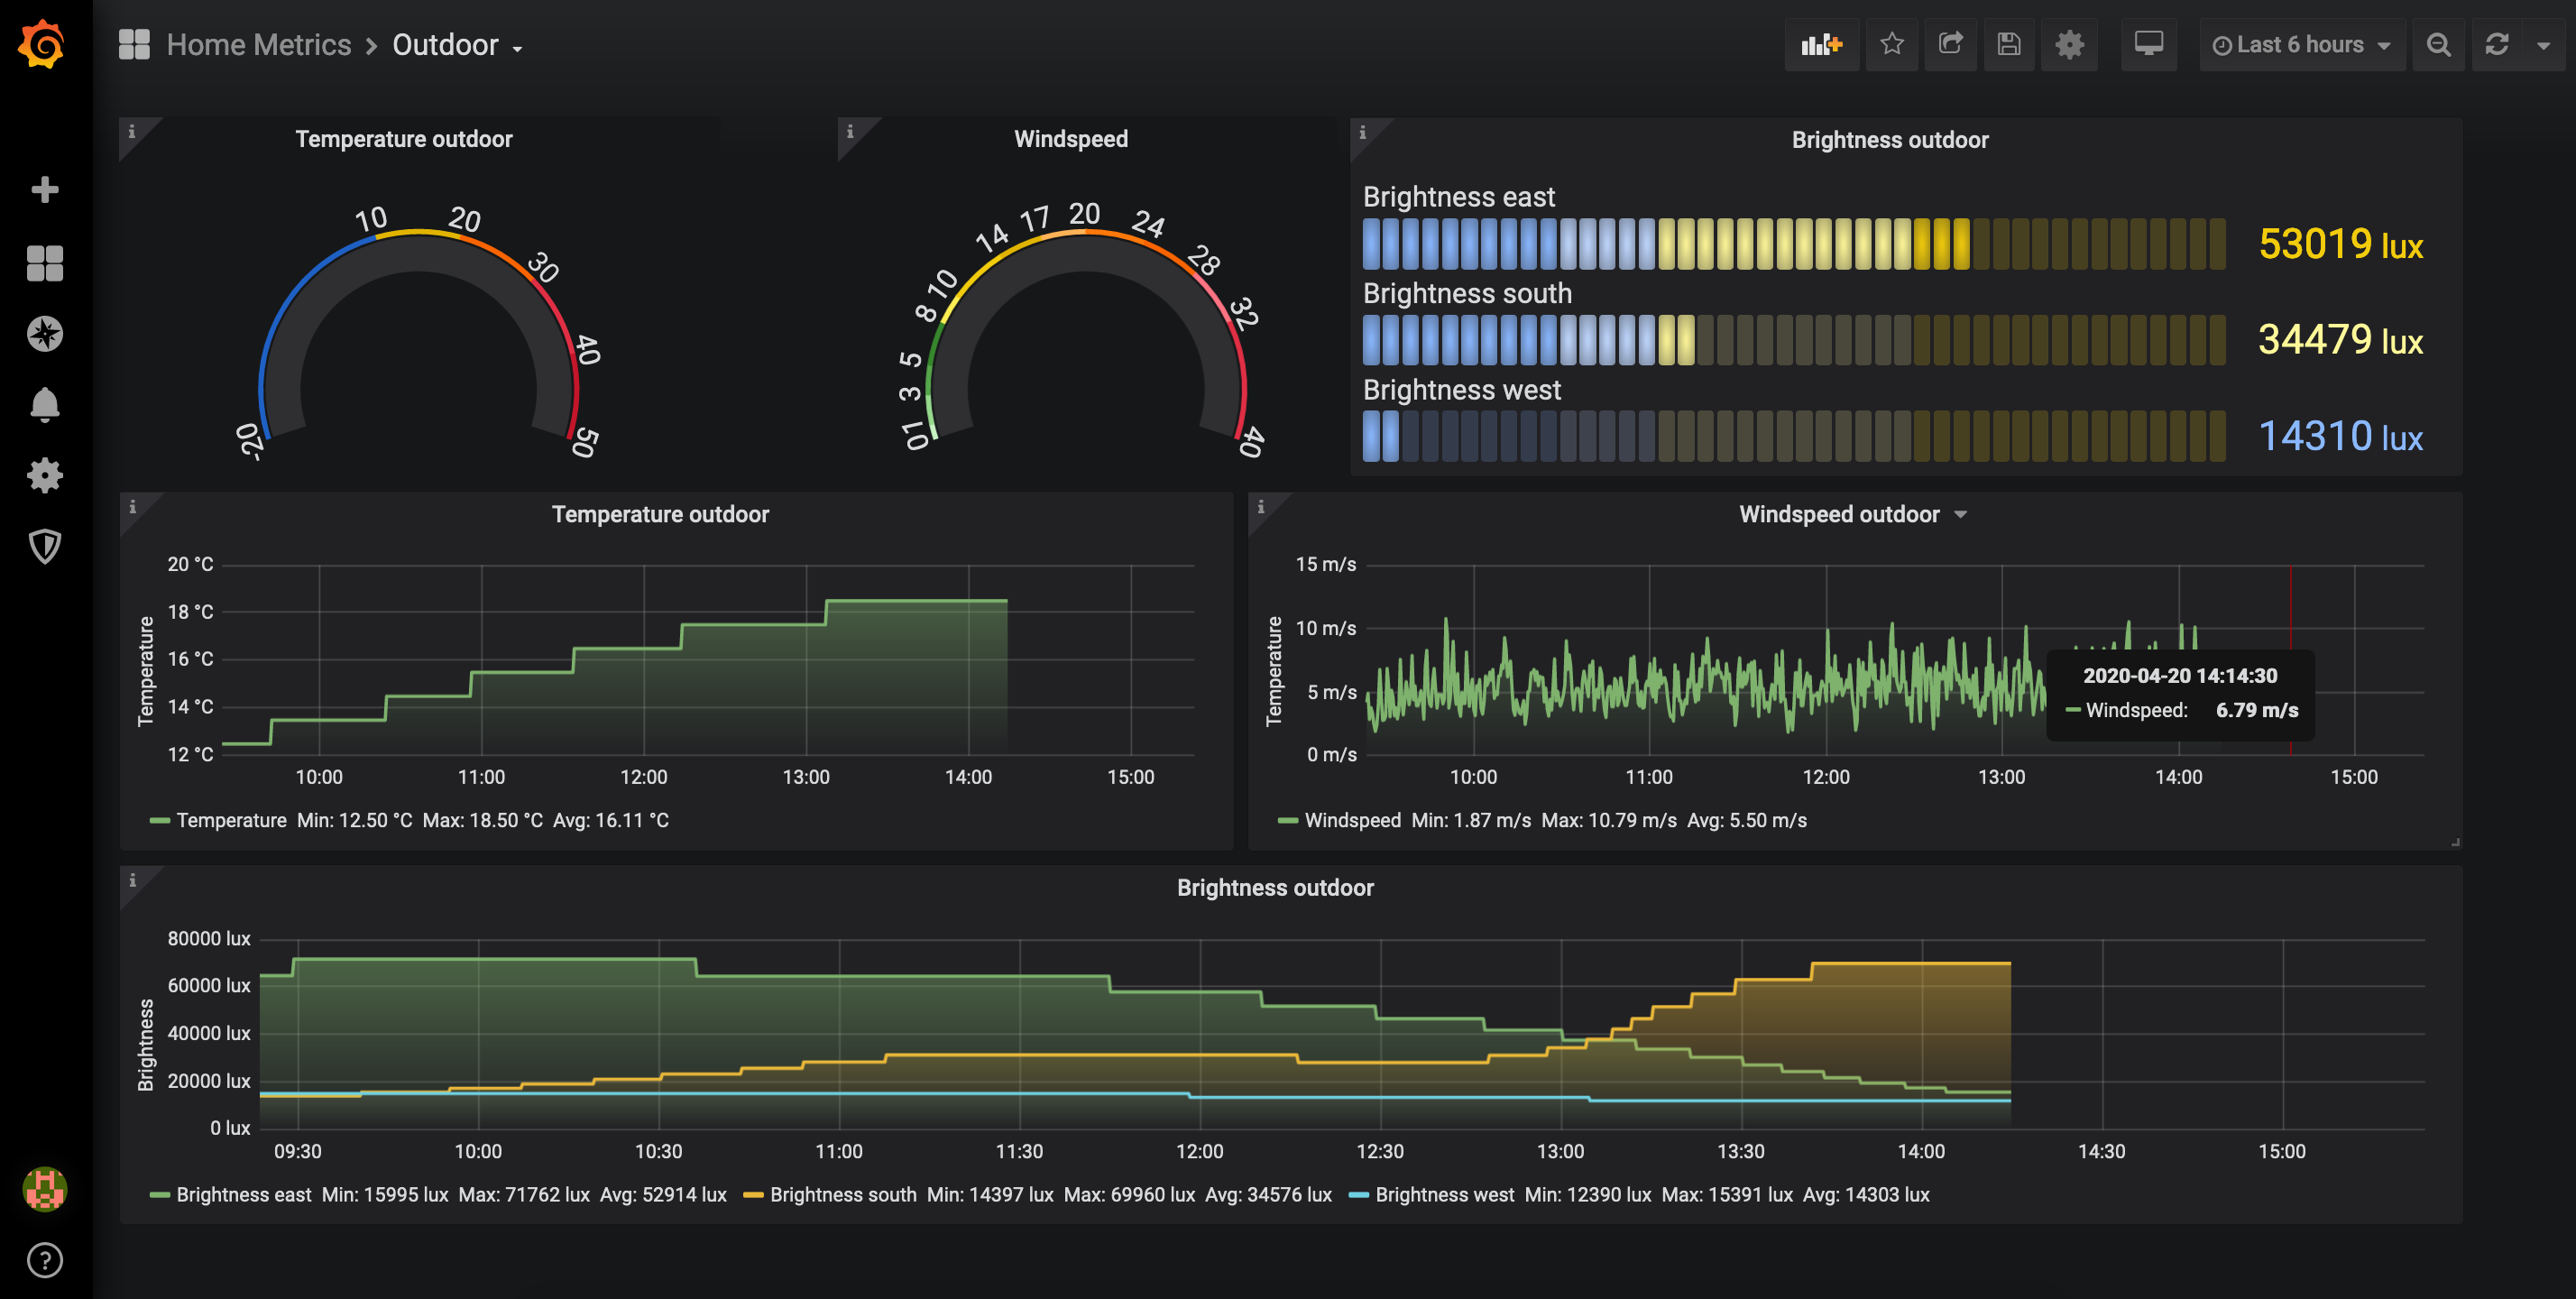 Home Metrics > Outdoor
Last 6 hours
Temperature outdoor
-20
10
20
30
40
50
Windspeed
0
1
3
5
8
10
14
17
20
24
28
32
40
Brightness outdoor
Brightness east
53019 lux
Brightness south
34479 lux
Brightness west
14310 lux
Temperature outdoor
Temperature
20 °C
18 °C
16 °C
14 °C
12 °C
10:00 11:00 12:00 13:00 14:00 15:00
Temperature Min: 12.50 °C Max: 18.50 °C Avg: 16.11 °C
Windspeed outdoor
Temperature
15 m/s
10 m/s
5 m/s
0 m/s
2020-04-20 14:14:30
Windspeed: 6.79 m/s
10:00 11:00 12:00 13:00 14:00 15:00
Windspeed Min: 1.87 m/s Max: 10.79 m/s Avg: 5.50 m/s
Brightness outdoor
Brightness
80000 lux
60000 lux
40000 lux
20000 lux
0 lux
09:30 10:00 10:30 11:00 11:30 12:00 12:30 13:00 13:30 14:00 14:30 15:00
Brightness east Min: 15995 lux Max: 71762 lux Avg: 52914 lux Brightness south Min: 14397 lux Max: 69960 lux Avg: 34576 lux Brightness west Min: 12390 lux Max: 15391 lux Avg: 14303 lux